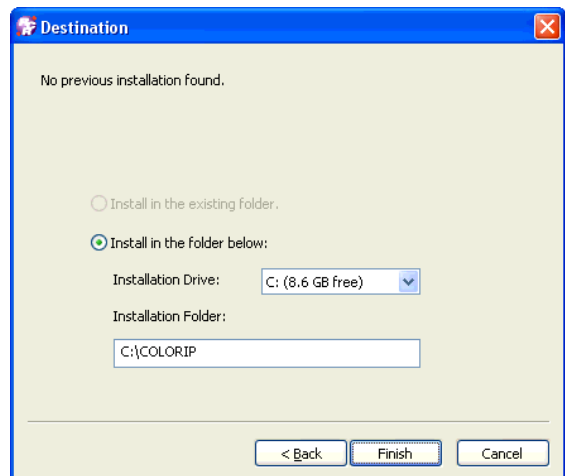 Destination
No previous installation found.
Install in the existing folder.
Install in the folder below:
Installation Drive: C: (8.6 GB free)
Installation Folder:
C:\COLORIP
< Back Finish Cancel